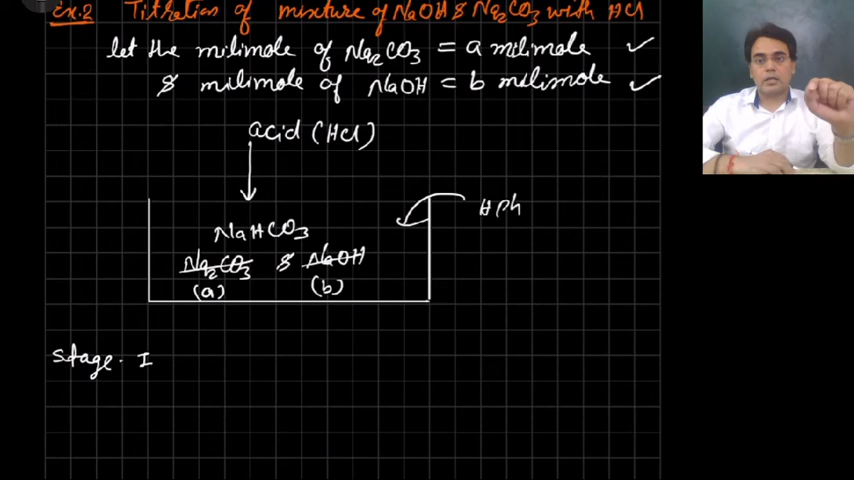 Ex.2 Titration of mixture of NaOH & Na₂CO₃ with HCl
let the milimole of Na₂CO₃ = a milimole ✓
& milimole of NaOH = b milimole ✓
acid (HCl)
HPh
NaHCO₃
Na₂CO₃ & NaOH
(a) (b)
Stage. I